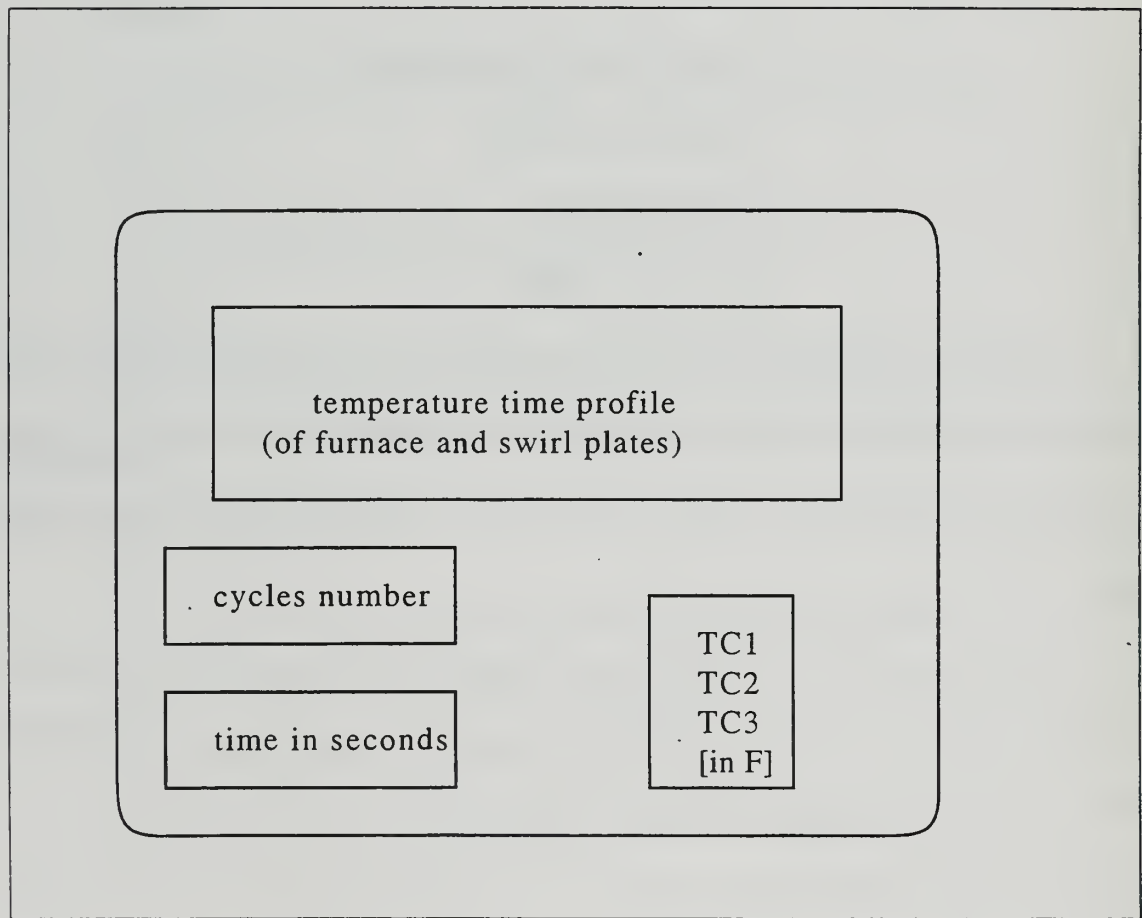 temperature time profile
(of furnace and swirl plates)
cycles number
time in seconds
TC1
TC2
TC3
[in F]